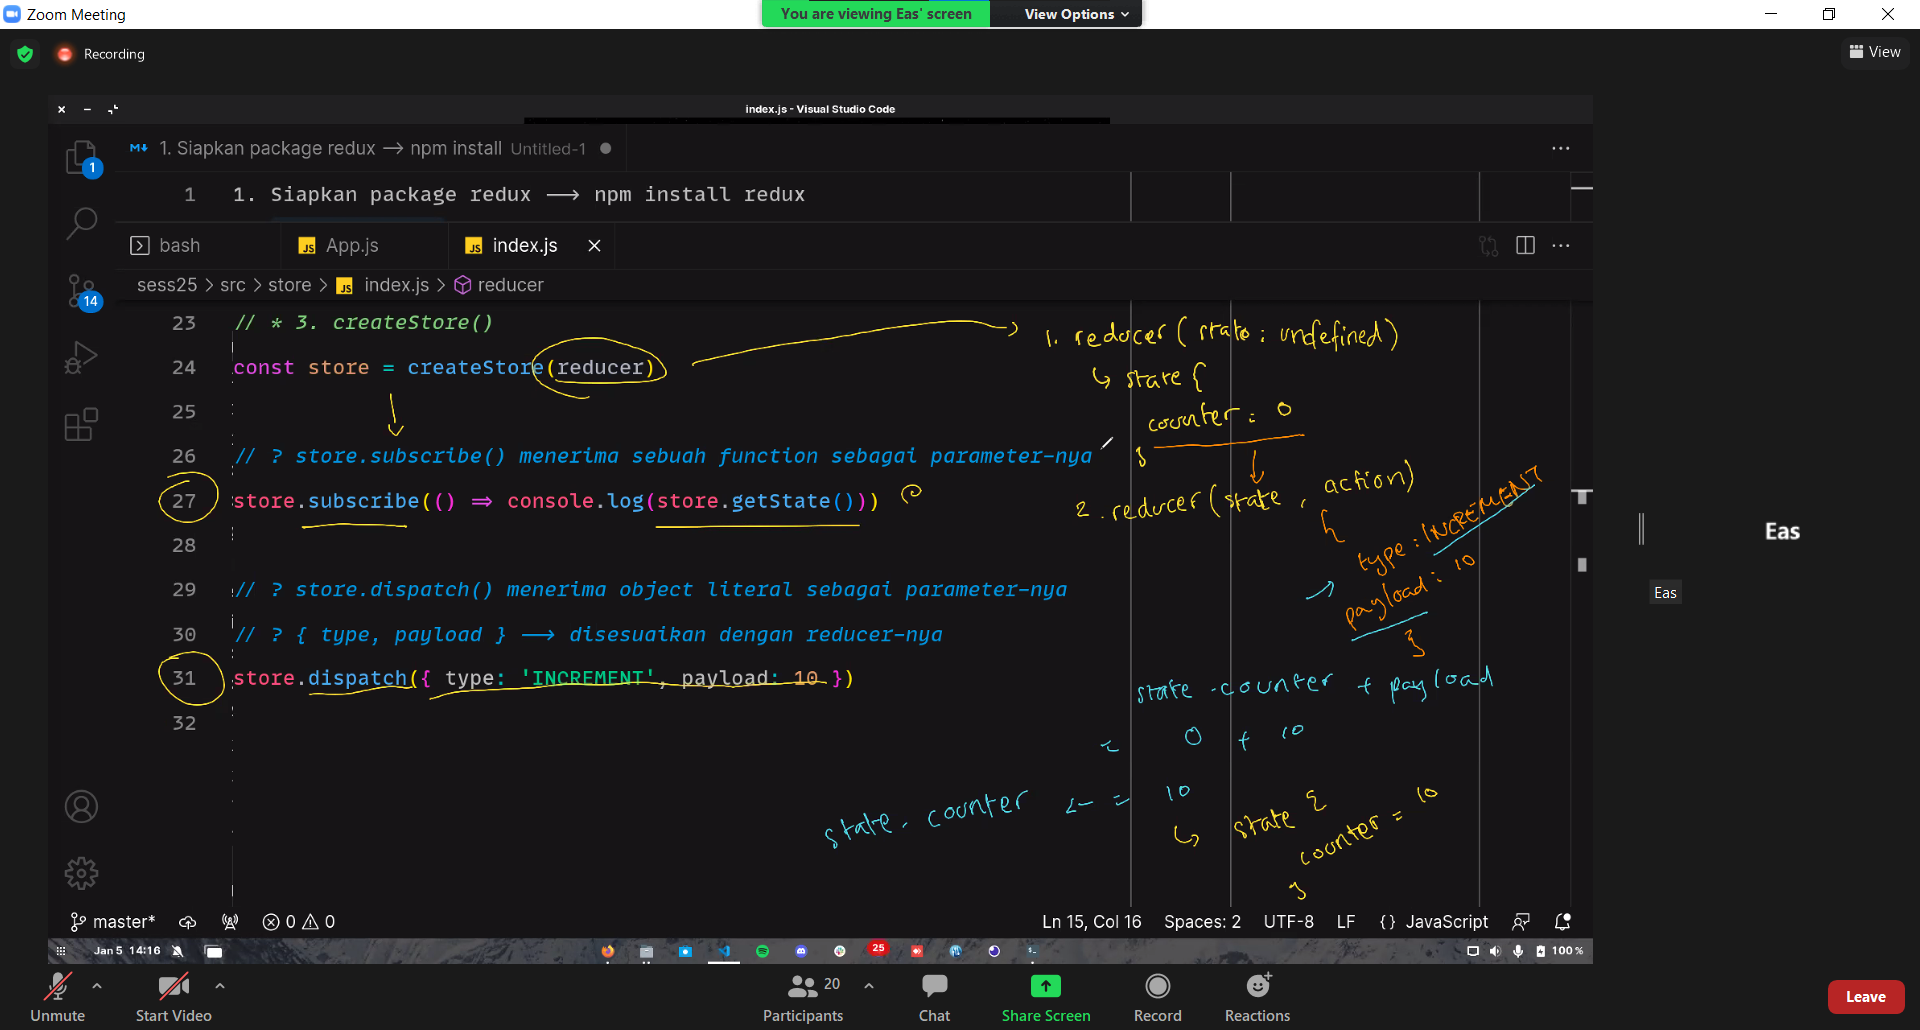 Zoom Meeting
You are viewing Eas' screen
View Options
Recording
View
index.js - Visual Studio Code
1. Siapkan package redux → npm install Untitled-1
1 1. Siapkan package redux → npm install redux
bash
App.js
index.js
sess25 > src > store > index.js > reducer
23 // * 3. createStore()
24 const store = createStore(reducer)
25
26 // ? store.subscribe() menerima sebuah function sebagai parameter-nya
27 store.subscribe(() ⇒ console.log(store.getState()))
28
29 // ? store.dispatch() menerima object literal sebagai parameter-nya
30 // ? { type, payload } → disesuaikan dengan reducer-nya
31 store.dispatch({ type: 'INCREMENT', payload: 10 })
32
1. reducer ( state : undefined )
↳ state {
counter : 0
}
2. reducer ( state , action )
{
type : INCREMENT
payload : 10
}
state . counter + payload
= 0 + 10
state . counter ← = 10
↳ state {
counter = 10
}
1
14
Eas
Eas
master*
0 0
Ln 15, Col 16
Spaces: 2
UTF-8
LF
{} JavaScript
Jan 5 14:16
25
100 %
Unmute
Start Video
20
Participants
Chat
Share Screen
Record
Reactions
Leave